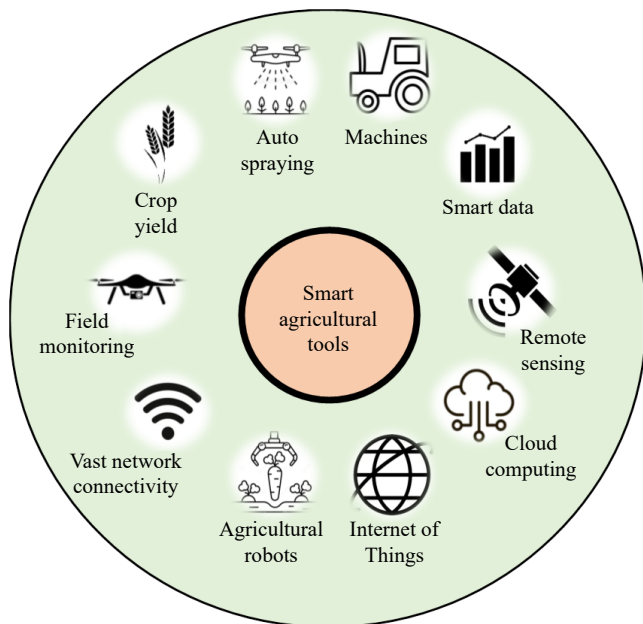 Auto
spraying
Machines
Crop
yield
Smart data
Smart
agricultural
tools
Field
monitoring
Remote
sensing
Cloud
computing
Vast network
connectivity
Agricultural
robots
Internet of
Things